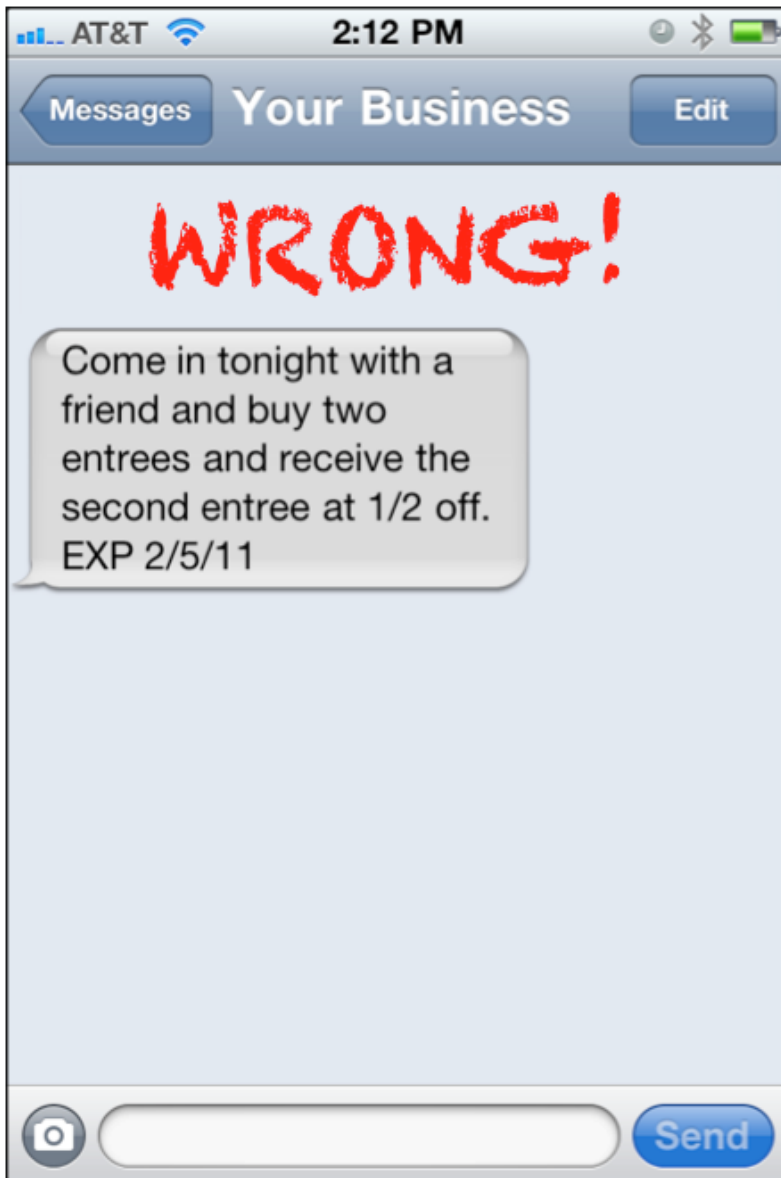 AT&T 2:12 PM
Messages Your Business Edit
WRONG!
Come in tonight with a
friend and buy two
entrees and receive the
second entree at 1/2 off.
EXP 2/5/11
Send